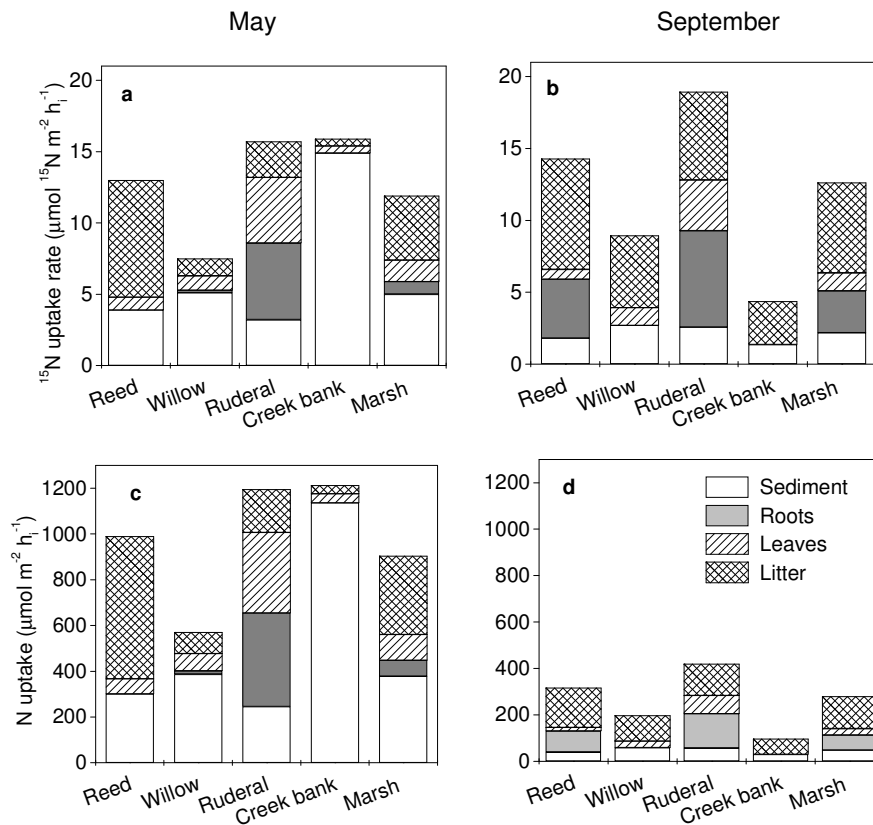 May
September
a
b
20
15
10
5
0
20
15
10
5
0
¹⁵N uptake rate (µmol ¹⁵N m⁻² hᵢ⁻¹)
Reed
Willow
Ruderal
Creek bank
Marsh
Reed
Willow
Ruderal
Creek bank
Marsh
c
d
1200
1000
800
600
400
200
0
1200
1000
800
600
400
200
0
N uptake (µmol m⁻² hᵢ⁻¹)
Sediment
Roots
Leaves
Litter
Reed
Willow
Ruderal
Creek bank
Marsh
Reed
Willow
Ruderal
Creek bank
Marsh